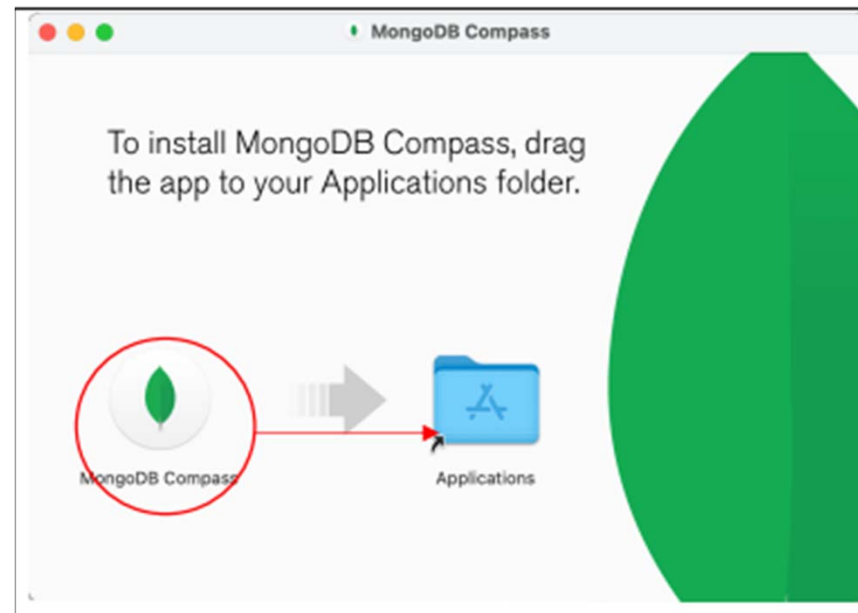 MongoDB Compass
To install MongoDB Compass, drag
the app to your Applications folder.
MongoDB Compass
Applications